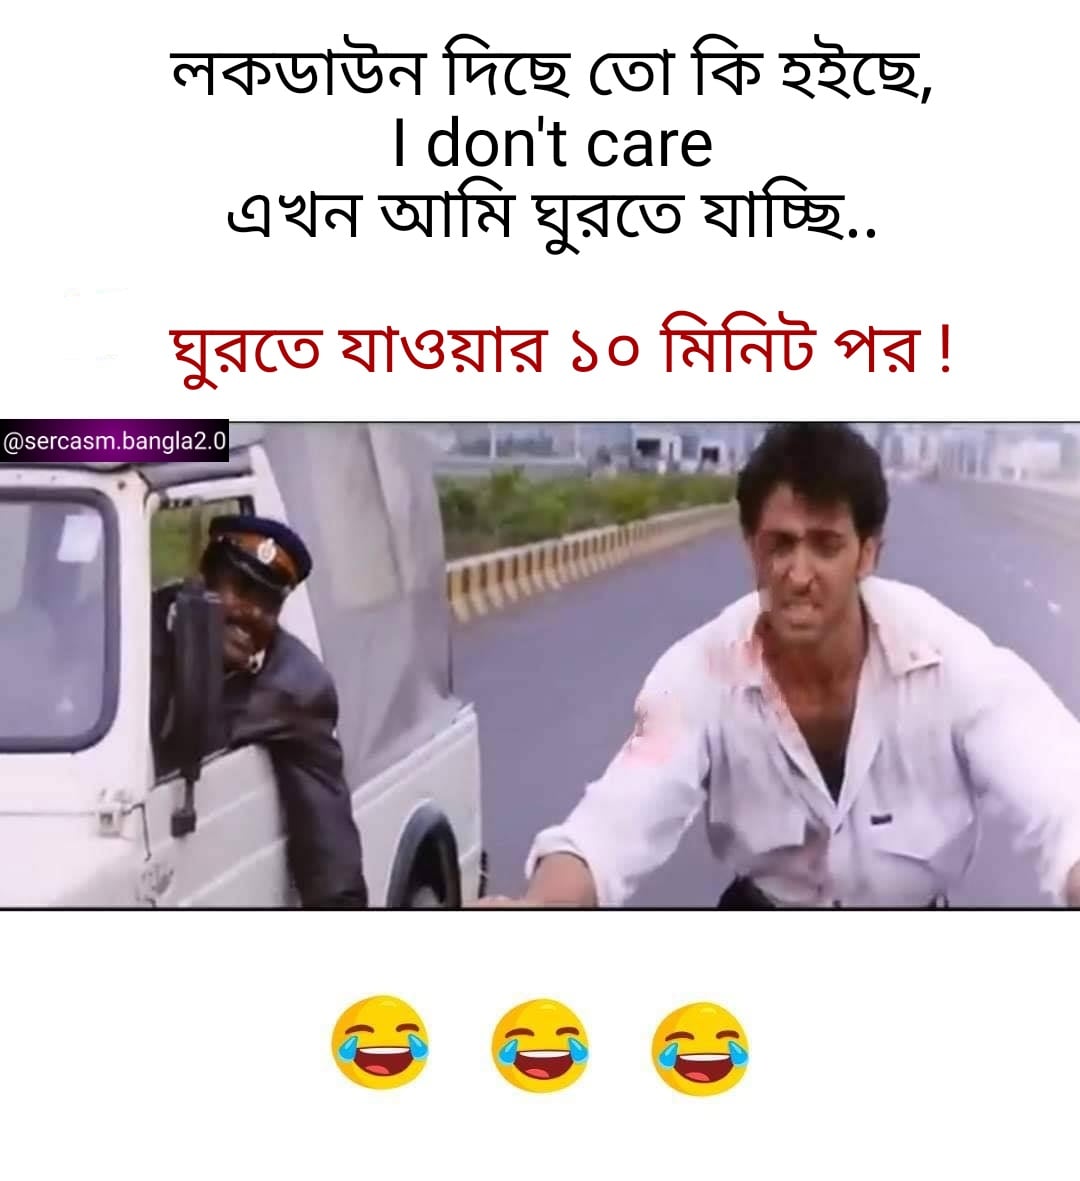 লকডাউন দিছে তো কি হইছে,
I don't care
এখন আমি ঘুরতে যাচ্ছি..
ঘুরতে যাওয়ার ১০ মিনিট পর !
@sercasm.bangla2.0